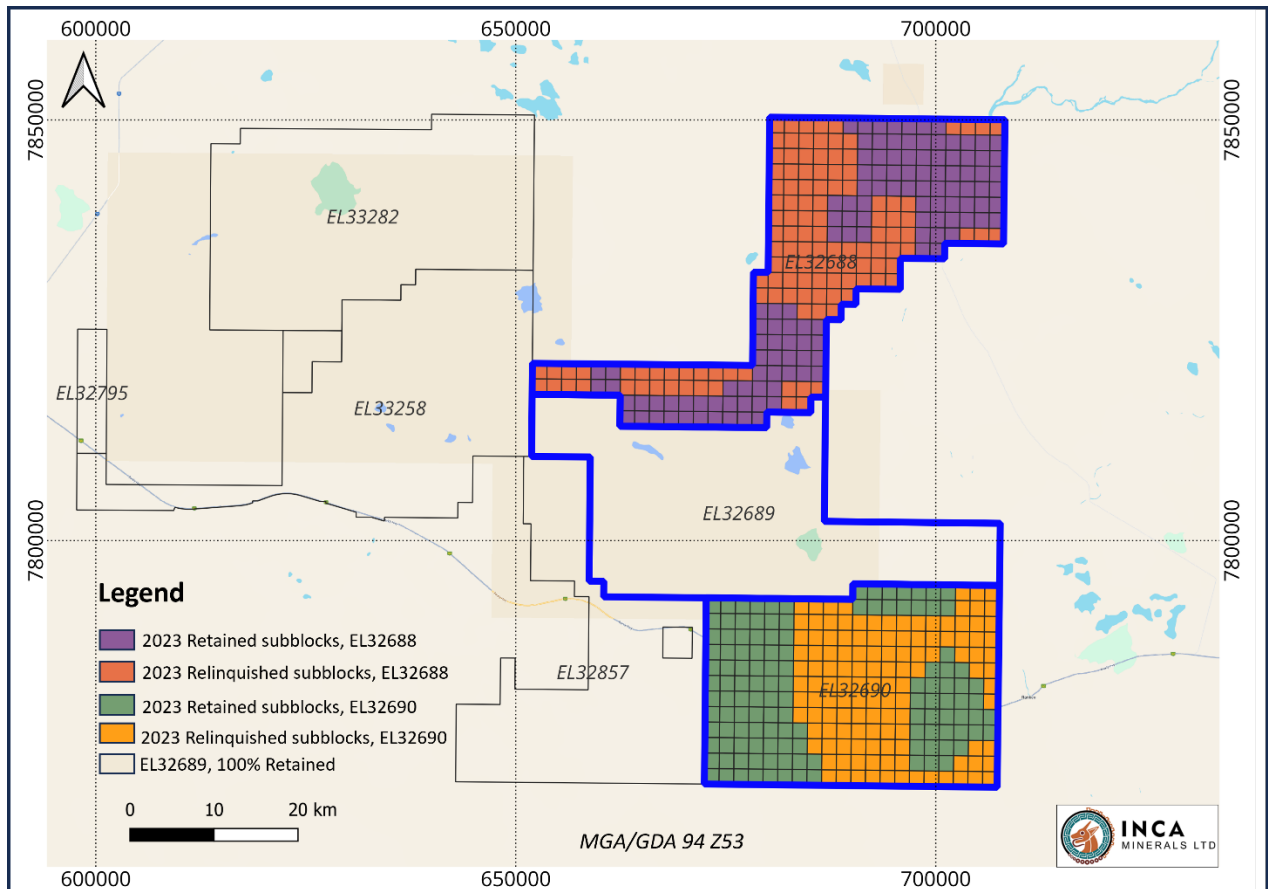 600000 650000 700000
7850000 7850000
EL33282
EL32688
EL32795
EL33258
EL32689
7800000 7800000
Legend
2023 Retained subblocks, EL32688
2023 Relinquished subblocks, EL32688
2023 Retained subblocks, EL32690
2023 Relinquished subblocks, EL32690
EL32689, 100% Retained
EL32857
EL32690
0 10 20 km
MGA/GDA 94 Z53
INCA
MINERALS LTD
600000 650000 700000